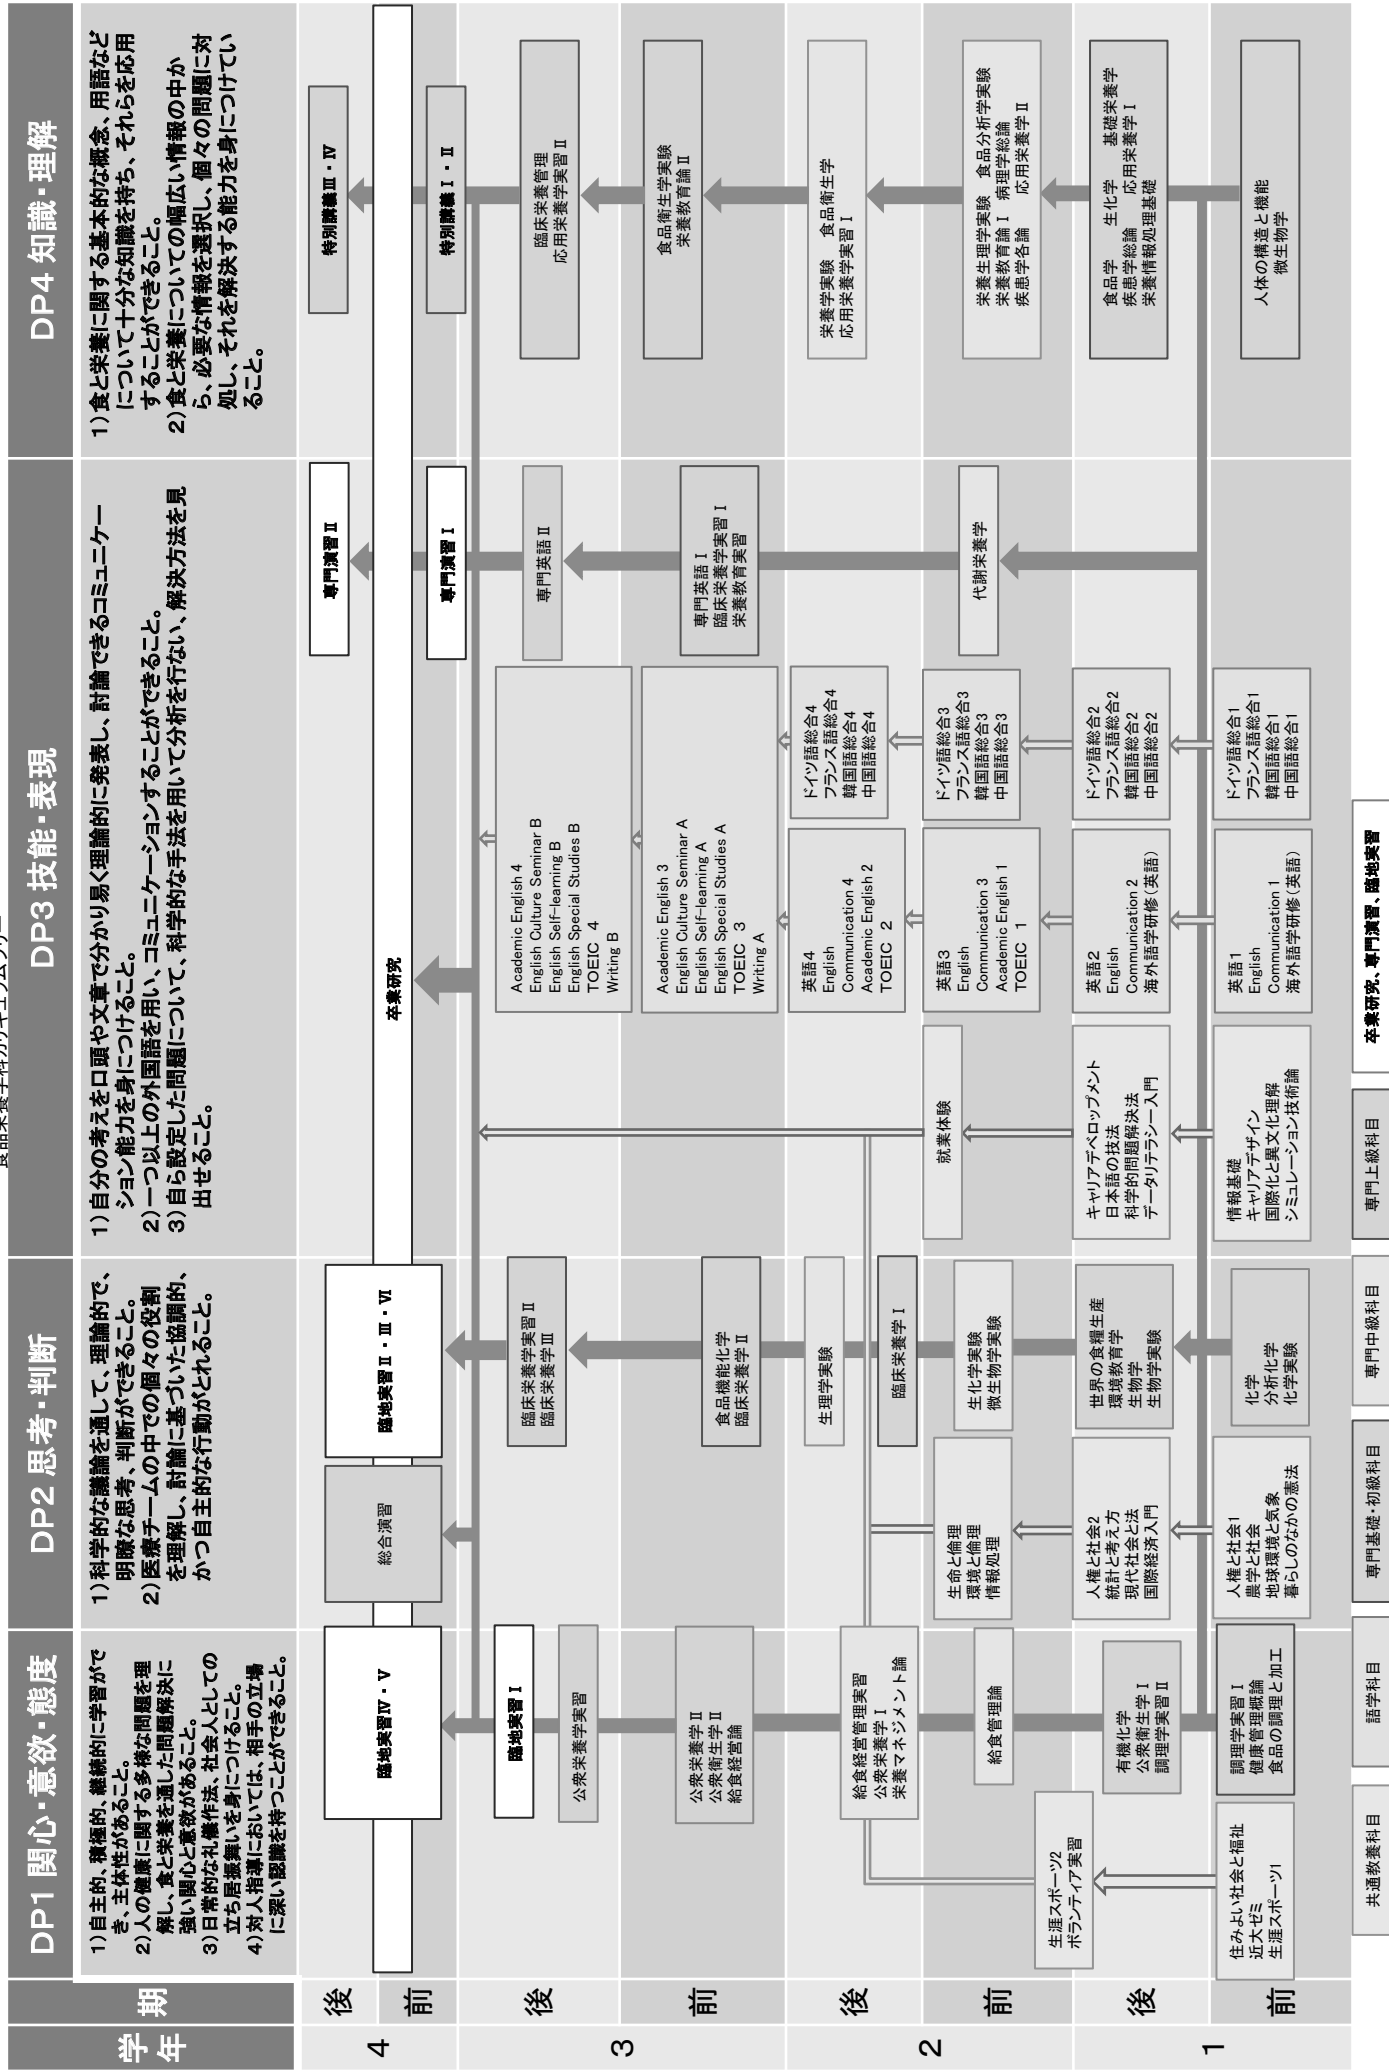 食品栄養学科カリキュラムツリー
学年
期
DP1 関心・意欲・態度
DP2 思考・判断
DP3 技能・表現
DP4 知識・理解
1)自主的、積極的、継続的に学習ができ
き、主体性があること。
2)人の健康に関する多様な問題を理
解し、食と栄養を通した問題解決に
強い関心と意欲があること。
3)日常的な礼儀作法、社会人としての
立ち居振舞いを身につけること。
4)対人指導においては、相手の立場
に深い認識を持つことができること。
1)科学的な議論を通して、理論的で、
明瞭な思考、判断ができること。
2)医療チームの中での個々の役割
を理解し、討論に基づいた協調的、
かつ自主的な行動がとれること。
1)自分の考えを口頭や文章で分かり易く理論的に発表し、討論できるコミュニケー
ション能力を身につけること。
2)一つ以上の外国語を用い、コミュニケーションすることができること。
3)自ら設定した問題について、科学的な手法を用いて分析を行ない、解決方法を見
出せること。
1)食と栄養に関する基本的な概念、用語など
について十分な知識を持ち、それらを応用
することができること。
2)食と栄養についての幅広い情報の中か
ら、必要な情報を選択し、個々の問題に対
処し、それを解決する能力を身につけてい
ること。
4
後
前
臨地実習Ⅳ・Ⅴ
総合演習
臨地実習Ⅱ・Ⅲ・Ⅵ
卒業研究
専門演習Ⅱ
専門演習Ⅰ
特別講義Ⅲ・Ⅳ
特別講義Ⅰ・Ⅱ
3
後
臨地実習Ⅰ
公衆栄養学実習
臨床栄養学実習Ⅱ
臨床栄養学Ⅲ
Academic English 4
English Culture Seminar B
English Self-learning B
English Special Studies B
TOEIC 4
Writing B
専門英語Ⅱ
臨床栄養管理
応用栄養学実習Ⅱ
前
公衆栄養学Ⅱ
公衆衛生学Ⅱ
給食経営論
食品機能化学
臨床栄養学Ⅱ
Academic English 3
English Culture Seminar A
English Self-learning A
English Special Studies A
TOEIC 3
Writing A
専門英語Ⅰ
臨床栄養学実習Ⅰ
栄養教育実習
食品衛生学実験
栄養教育論Ⅱ
2
後
給食経営管理実習
公衆栄養学Ⅰ
栄養マネジメント論
生理学実験
臨床栄養学Ⅰ
英語4
English
Communication 4
Academic English 2
TOEIC 2
ドイツ語総合4
フランス語総合4
韓国語総合4
中国語総合4
栄養学実験 食品衛生学
応用栄養学実習Ⅰ
前
生涯スポーツ2
ボランティア実習
給食管理論
生命と倫理
環境と倫理
情報処理
生化学実験
微生物学実験
就業体験
英語3
English
Communication 3
Academic English 1
TOEIC 1
ドイツ語総合3
フランス語総合3
韓国語総合3
中国語総合3
代謝栄養学
栄養生理学実験 食品分析学実験
栄養教育論Ⅰ 病理学総論
疾患学各論 応用栄養学Ⅱ
1
後
有機化学
公衆衛生学Ⅰ
調理学実習Ⅱ
人権と社会2
統計と考え方
現代社会と法
国際経済入門
世界の食糧生産
環境教育学
生物学
生物学実験
キャリアデベロップメント
日本語の技法
科学的問題解決法
データリテラシー入門
英語2
English
Communication 2
海外語学研修(英語)
ドイツ語総合2
フランス語総合2
韓国語総合2
中国語総合2
食品学 生化学 基礎栄養学
疾患学総論 応用栄養学Ⅰ
栄養情報処理基礎
前
住みよい社会と福祉
近大ゼミ
生涯スポーツ1
調理学実習Ⅰ
健康管理概論
食品の調理と加工
人権と社会1
農学と社会
地球環境と気象
暮らしのなかの憲法
化学
分析化学
化学実験
情報基礎
キャリアデザイン
国際化と異文化理解
シミュレーション技術論
英語1
English
Communication 1
海外語学研修(英語)
ドイツ語総合1
フランス語総合1
韓国語総合1
中国語総合1
人体の構造と機能
微生物学
共通教養科目
語学科目
専門基礎・初級科目
専門中級科目
専門上級科目
卒業研究、専門演習、臨地実習